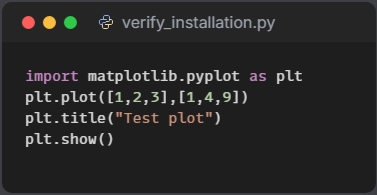 verify_installation.py
import matplotlib.pyplot as plt
plt.plot([1,2,3],[1,4,9])
plt.title("Test plot")
plt.show()